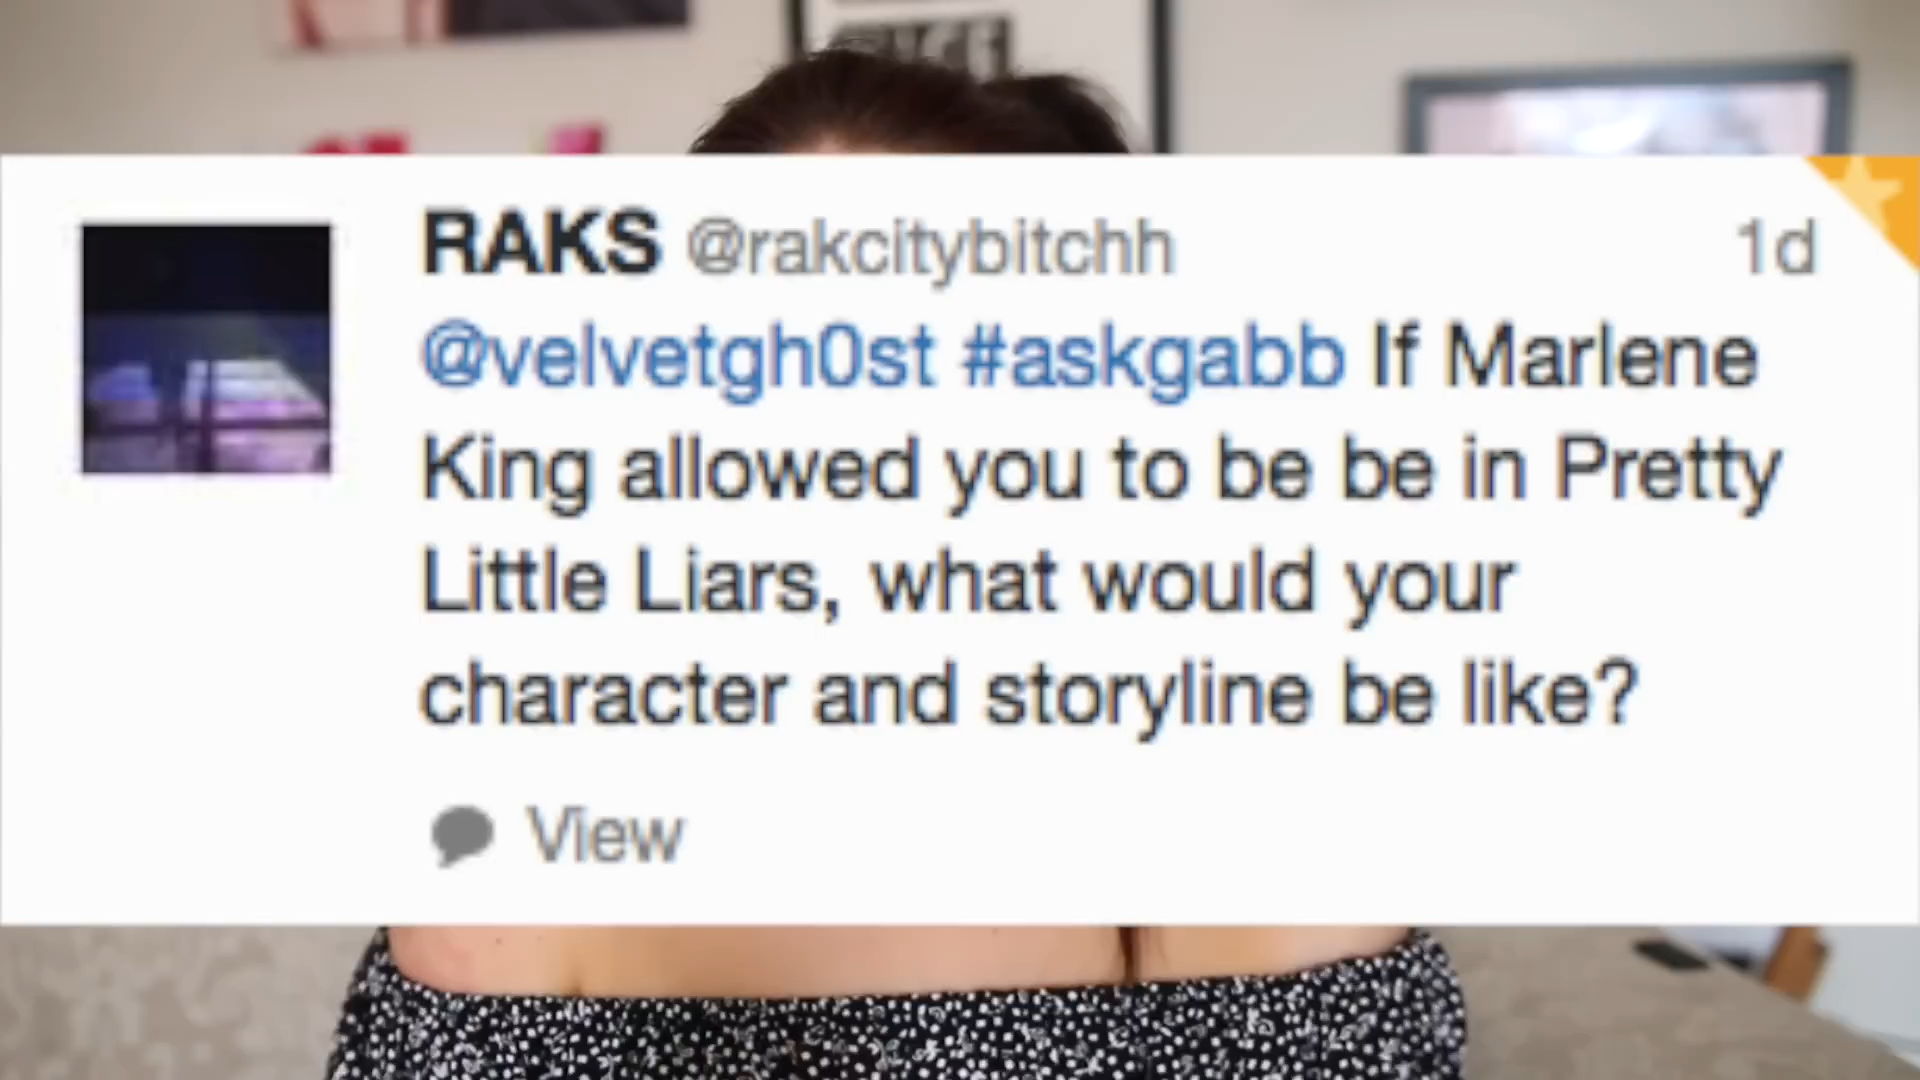 RAKS @rakcitybitchh 1d
@velvetgh0st #askgabb If Marlene
King allowed you to be be in Pretty
Little Liars, what would your
character and storyline be like?
View